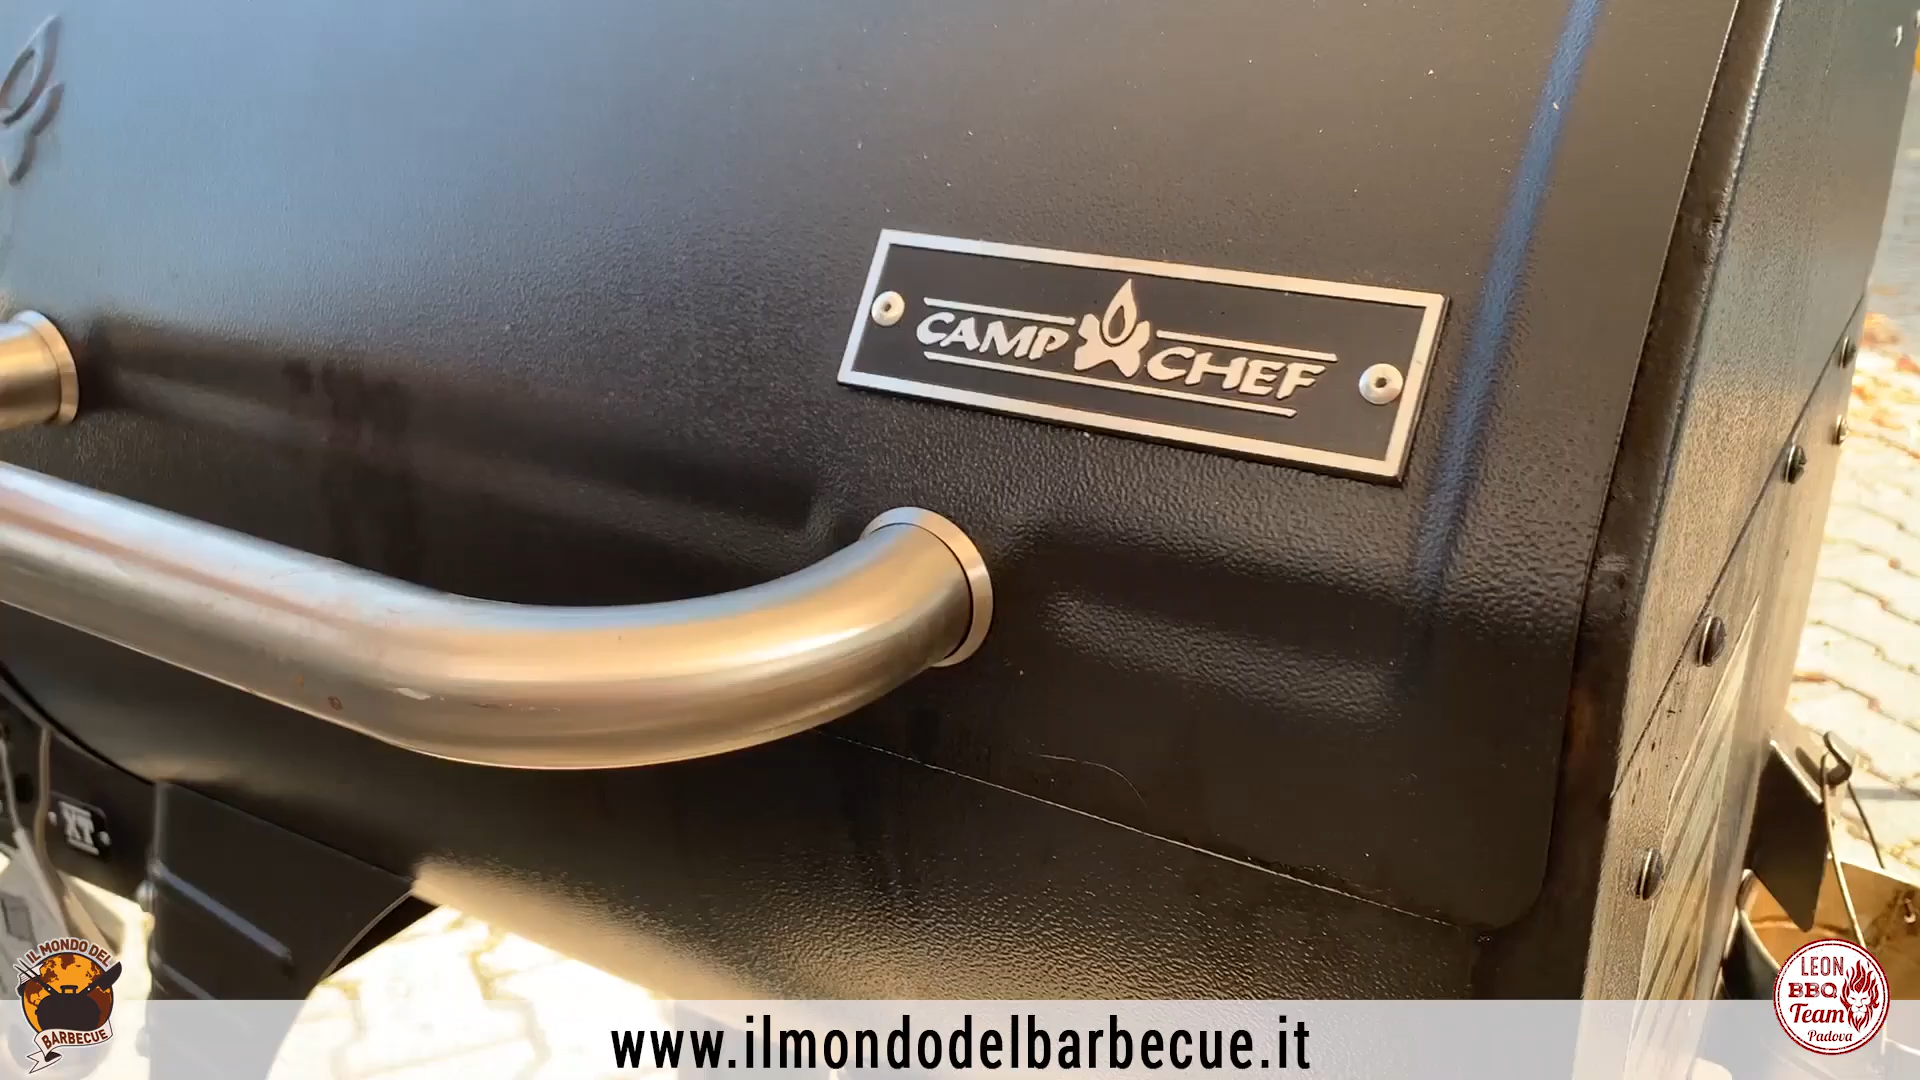 CAMP CHEF
XT
IL MONDO DEL
BARBECUE
www.ilmondodelbarbecue.it
LEON
BBQ
Team
Padova